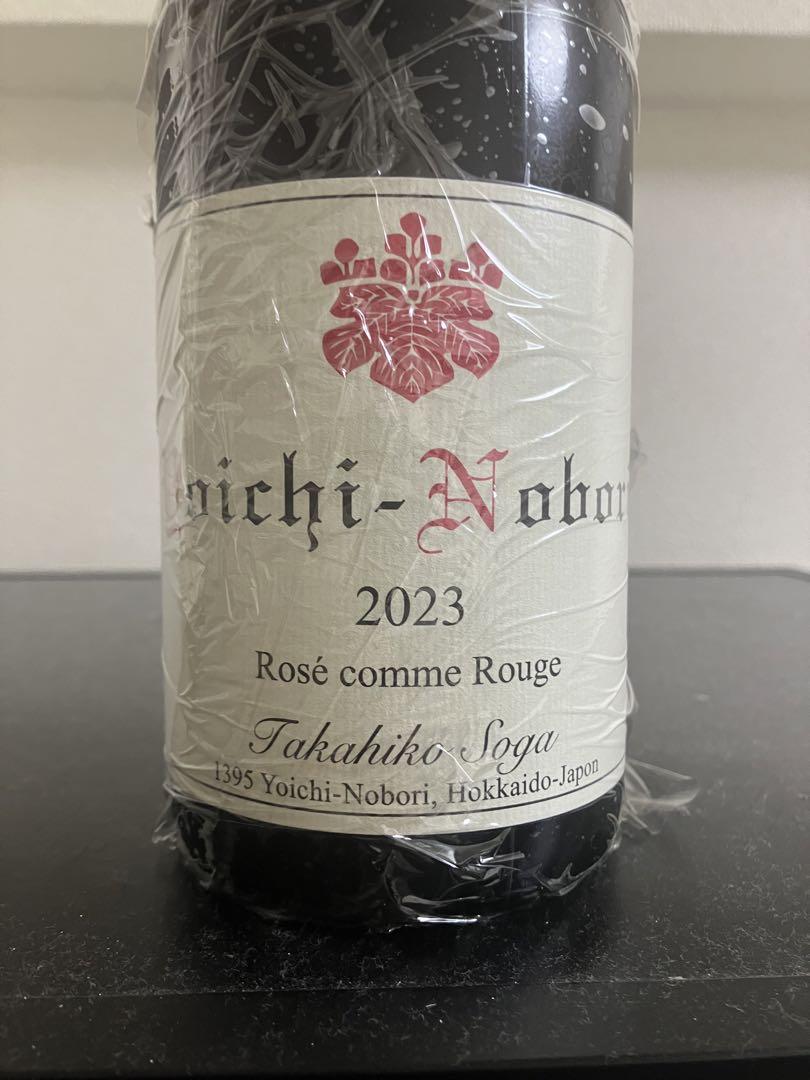 oichi-Nobor
2023
Rosé comme Rouge
Takahiko Soga
1395 Yoichi-Nobori, Hokkaido-Japon